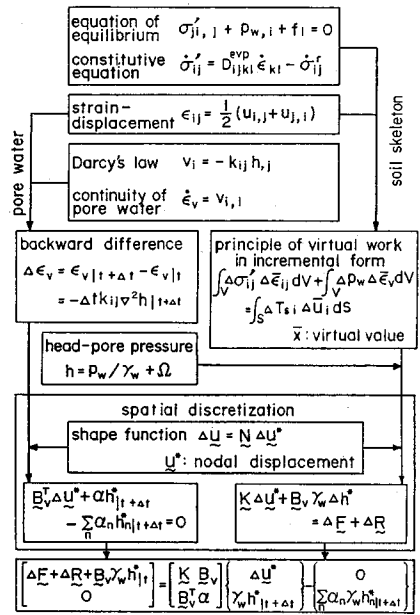 equation of equilibrium σ'ji,j + pw,i + fi = 0
constitutive equation σ̇'ij = D^evp ijkl ε̇kl − σ̇^r ij
strain-displacement εij = 1/2 (ui,j + uj,i)
pore water
soil skeleton
Darcy's law vi = − kij h,j
continuity of pore water ε̇v = vi,i
backward difference
Δεv = εv|t+Δt − εv|t
= −Δt kij ∇²h|t+Δt
principle of virtual work
in incremental form
∫V Δσ'ij Δε̄ij dV + ∫V Δpw Δε̄v dV
= ∫S ΔTsi Δūi dS
x̄ : virtual value
head-pore pressure
h = pw/γw + Ω
spatial discretization
shape function Δu = N Δu*
u* : nodal displacement
Bv^T Δu* + αh*|t+Δt
− Σn αn h*n|t+Δt = 0
K Δu* + Bv γw Δh*
= ΔF + ΔR
[ΔF + ΔR + Bv γw h*|t ; 0] = [K Bv ; Bv^T α] {Δu* ; γw h*|t+Δt} − {0 ; Σn αn γw h*n|t+Δt}